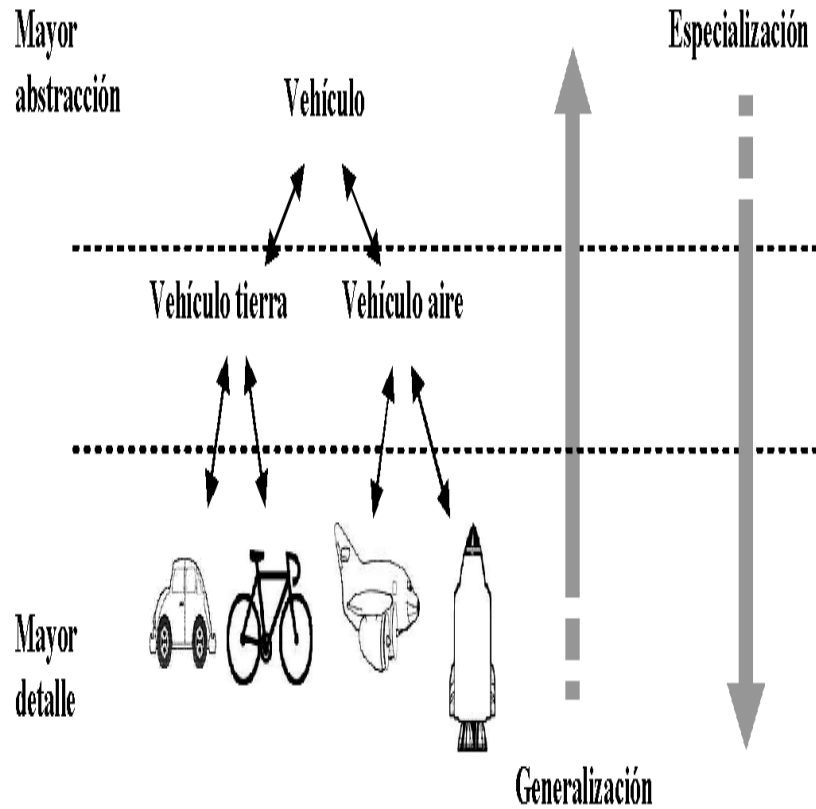 Mayor
abstracción
Especialización
Vehículo
Vehículo tierra
Vehículo aire
Mayor
detalle
Generalización